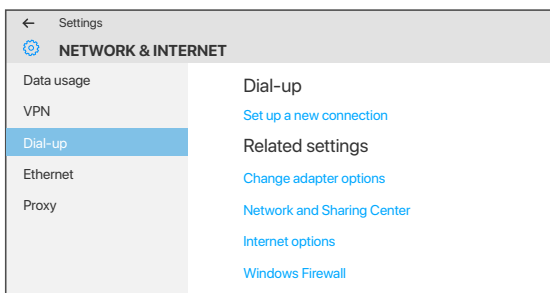 Settings
NETWORK & INTERNET
Data usage
VPN
Dial-up
Ethernet
Proxy
Dial-up
Set up a new connection
Related settings
Change adapter options
Network and Sharing Center
Internet options
Windows Firewall